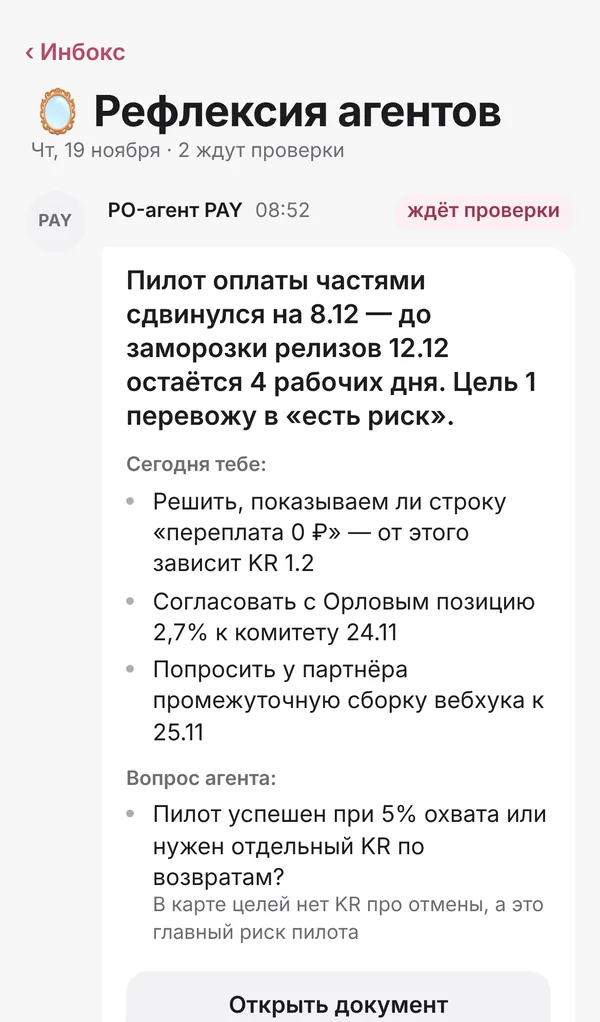 ‹ Инбокс
Рефлексия агентов
Чт, 19 ноября · 2 ждут проверки
PAY
PO-агент PAY 08:52 ждёт проверки
Пилот оплаты частями
сдвинулся на 8.12 — до
заморозки релизов 12.12
остаётся 4 рабочих дня. Цель 1
перевожу в «есть риск».
Сегодня тебе:
• Решить, показываем ли строку
«переплата 0 ₽» — от этого
зависит KR 1.2
• Согласовать с Орловым позицию
2,7% к комитету 24.11
• Попросить у партнёра
промежуточную сборку вебхука к
25.11
Вопрос агента:
• Пилот успешен при 5% охвата или
нужен отдельный KR по
возвратам?
В карте целей нет KR про отмены, а это
главный риск пилота
Открыть документ